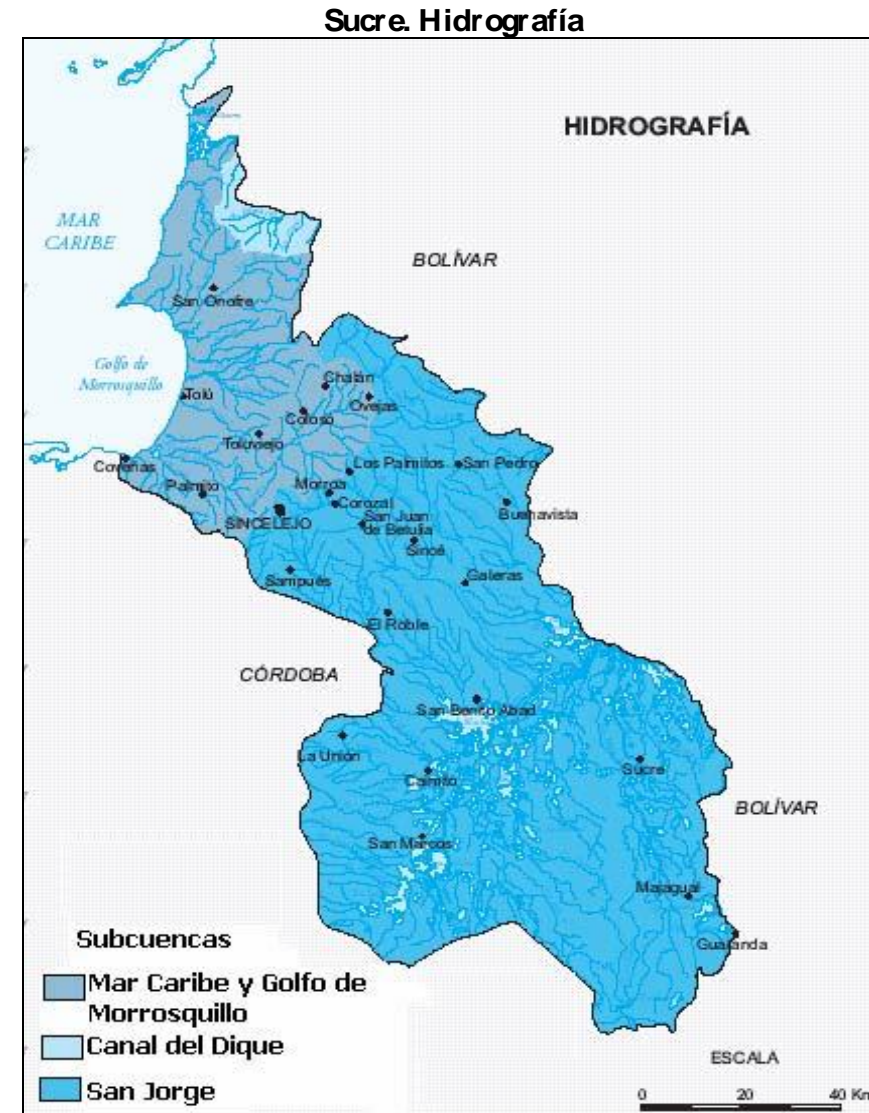 Sucre. Hidrografía
HIDROGRAFÍA
MAR
CARIBE
BOLÍVAR
San Onofre
Golfo de
Morrosquillo
Chalán
Tolú
Ovejas
Coloso
Toluviejo
Coveñas
Los Palmitos
San Pedro
Palmito
Morroa
Corozal
Buenavista
SINCELEJO
San Juan
de Betulia
Sincé
Sampués
Galeras
El Roble
CÓRDOBA
San Benito Abad
La Unión
Caimito
Sucre
BOLÍVAR
San Marcos
Majagual
Guaranda
Subcuencas
Mar Caribe y Golfo de
Morrosquillo
Canal del Dique
San Jorge
ESCALA
0 20 40 Km